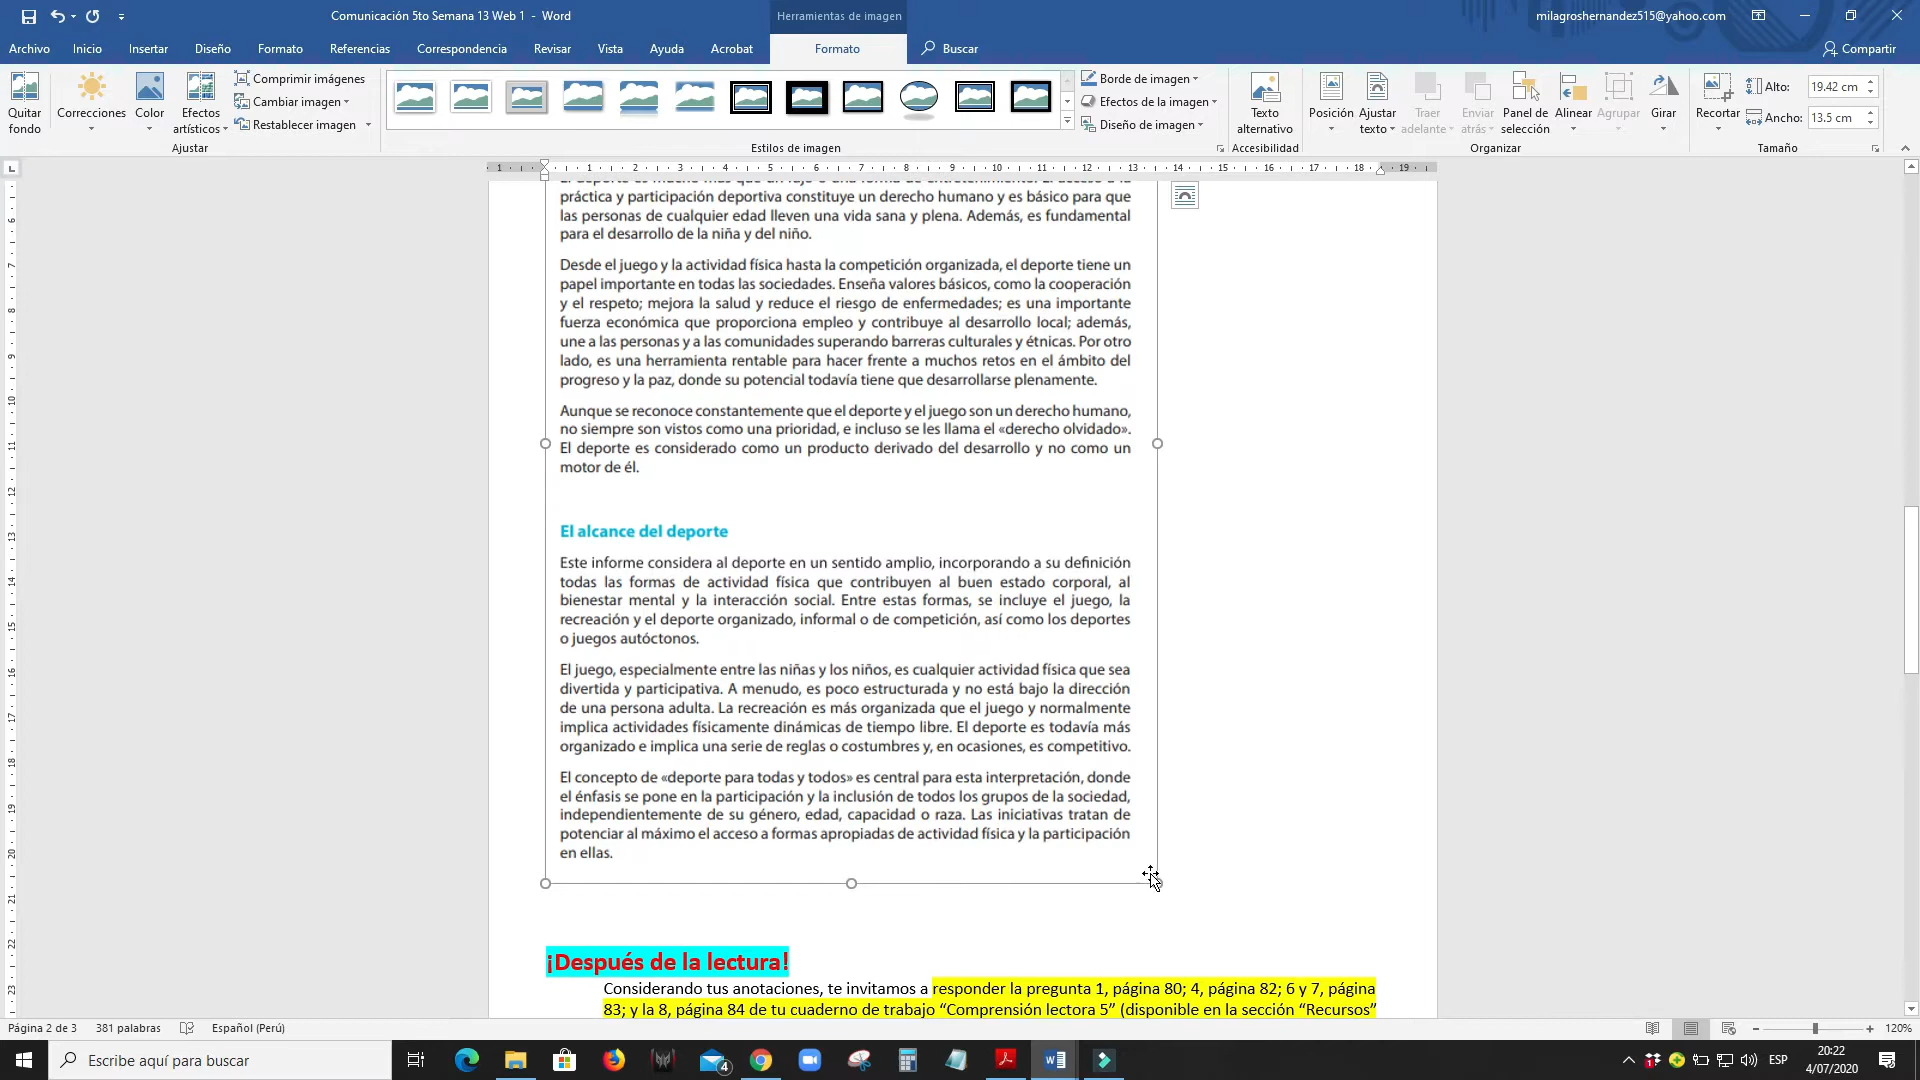 Comunicación 5to Semana 13 Web 1 - Word
Herramientas de imagen
milagroshernandez515@yahoo.com
Archivo
Inicio
Insertar
Diseño
Formato
Referencias
Correspondencia
Revisar
Vista
Ayuda
Acrobat
Formato
Buscar
Compartir
Quitar fondo
Correcciones
Color
Efectos artísticos
Comprimir imágenes
Cambiar imagen
Restablecer imagen
Ajustar
Estilos de imagen
Borde de imagen
Efectos de la imagen
Diseño de imagen
Texto alternativo
Accesibilidad
Posición
Ajustar texto
Traer adelante
Enviar atrás
Panel de selección
Alinear
Agrupar
Girar
Organizar
Recortar
Alto: 19.42 cm
Ancho: 13.5 cm
Tamaño
práctica y participación deportiva constituye un derecho humano y es básico para que
las personas de cualquier edad lleven una vida sana y plena. Además, es fundamental
para el desarrollo de la niña y del niño.
Desde el juego y la actividad física hasta la competición organizada, el deporte tiene un
papel importante en todas las sociedades. Enseña valores básicos, como la cooperación
y el respeto; mejora la salud y reduce el riesgo de enfermedades; es una importante
fuerza económica que proporciona empleo y contribuye al desarrollo local; además,
une a las personas y a las comunidades superando barreras culturales y étnicas. Por otro
lado, es una herramienta rentable para hacer frente a muchos retos en el ámbito del
progreso y la paz, donde su potencial todavía tiene que desarrollarse plenamente.
Aunque se reconoce constantemente que el deporte y el juego son un derecho humano,
no siempre son vistos como una prioridad, e incluso se les llama el «derecho olvidado».
El deporte es considerado como un producto derivado del desarrollo y no como un
motor de él.
El alcance del deporte
Este informe considera al deporte en un sentido amplio, incorporando a su definición
todas las formas de actividad física que contribuyen al buen estado corporal, al
bienestar mental y la interacción social. Entre estas formas, se incluye el juego, la
recreación y el deporte organizado, informal o de competición, así como los deportes
o juegos autóctonos.
El juego, especialmente entre las niñas y los niños, es cualquier actividad física que sea
divertida y participativa. A menudo, es poco estructurada y no está bajo la dirección
de una persona adulta. La recreación es más organizada que el juego y normalmente
implica actividades físicamente dinámicas de tiempo libre. El deporte es todavía más
organizado e implica una serie de reglas o costumbres y, en ocasiones, es competitivo.
El concepto de «deporte para todas y todos» es central para esta interpretación, donde
el énfasis se pone en la participación y la inclusión de todos los grupos de la sociedad,
independientemente de su género, edad, capacidad o raza. Las iniciativas tratan de
potenciar al máximo el acceso a formas apropiadas de actividad física y la participación
en ellas.
¡Después de la lectura!
Considerando tus anotaciones, te invitamos a responder la pregunta 1, página 80; 4, página 82; 6 y 7, página
83; y la 8, página 84 de tu cuaderno de trabajo “Comprensión lectora 5” (disponible en la sección “Recursos”
Página 2 de 3
381 palabras
Español (Perú)
120%
Escribe aquí para buscar
4
ESP
20:22
4/07/2020